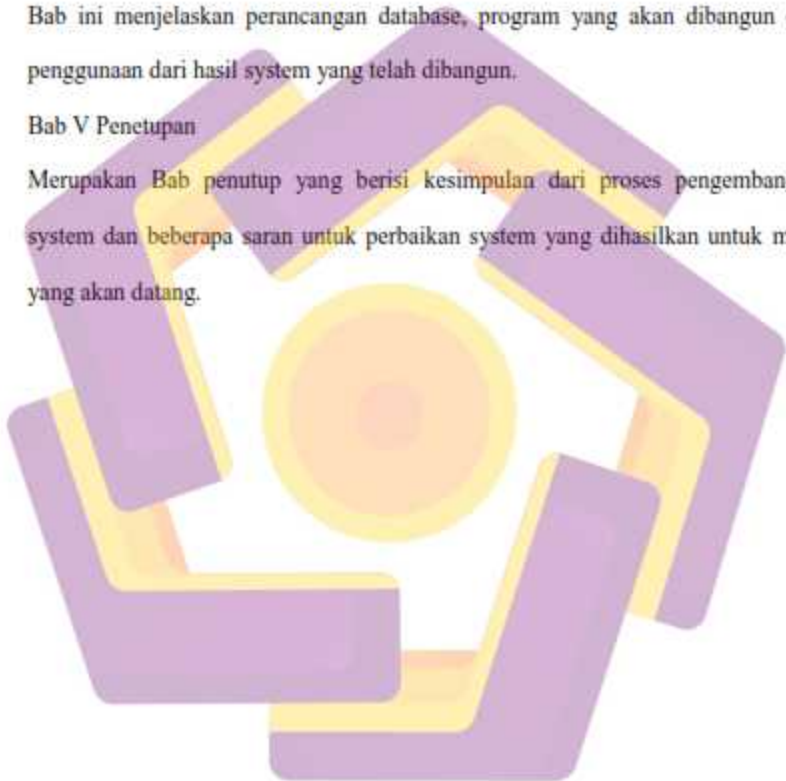 Bab ini menjelaskan perancangan database, program yang akan dibangun
penggunaan dari hasil system yang telah dibangun.
Bab V Penetupan
Merupakan Bab penutup yang berisi kesimpulan dari proses
system dan beberapa saran untuk perbaikan system yang dihasilkan untuk
yang akan datang.